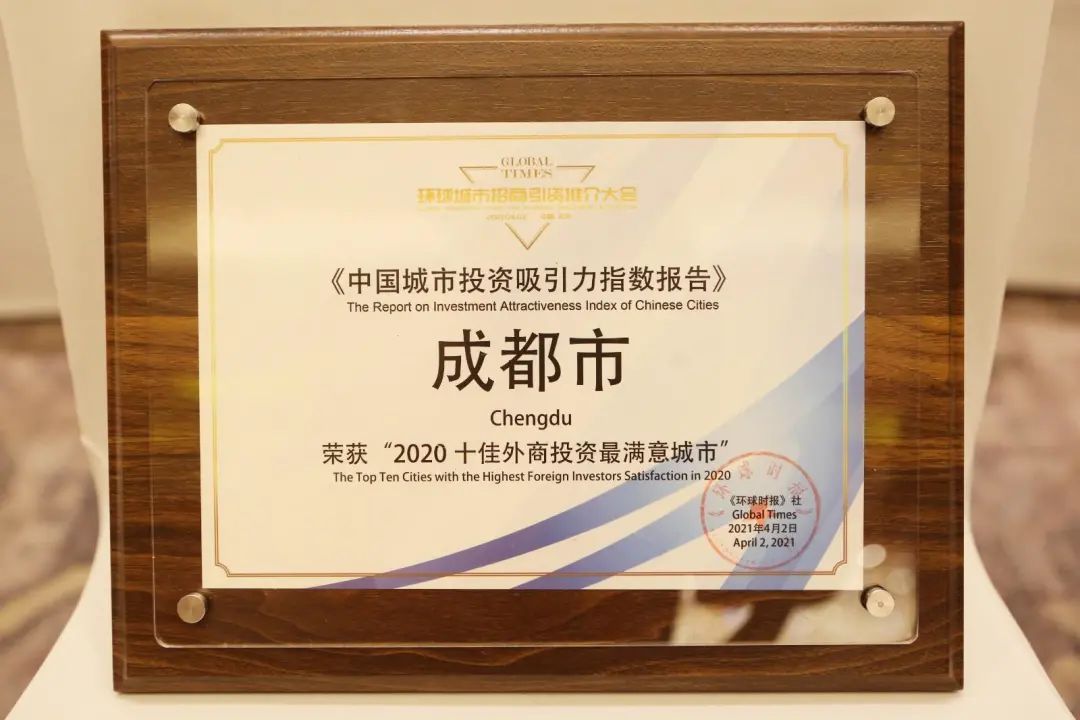 GLOBAL
TIMES
环球城市招商引资推介大会
《中国城市投资吸引力指数报告》
The Report on Investment Attractiveness Index of Chinese Cities
成都市
Chengdu
荣获“2020 十佳外商投资最满意城市”
The Top Ten Cities with the Highest Foreign Investors Satisfaction in 2020
《环球时报》社
Global Times
2021年4月2日
April 2, 2021